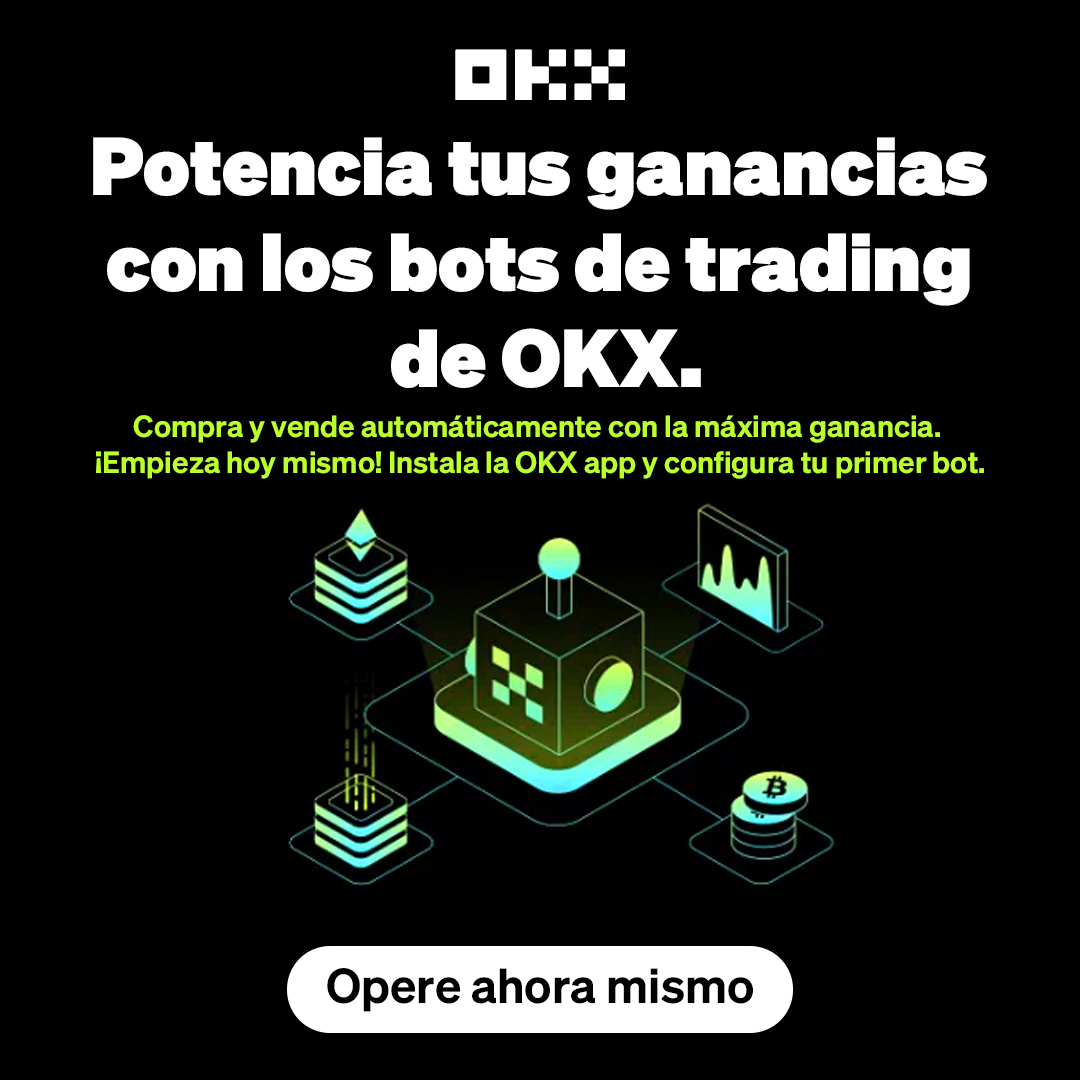 OKX
Potencia tus ganancias
con los bots de trading
de OKX.
Compra y vende automáticamente con la máxima ganancia.
¡Empieza hoy mismo! Instala la OKX app y configura tu primer bot.
Opere ahora mismo